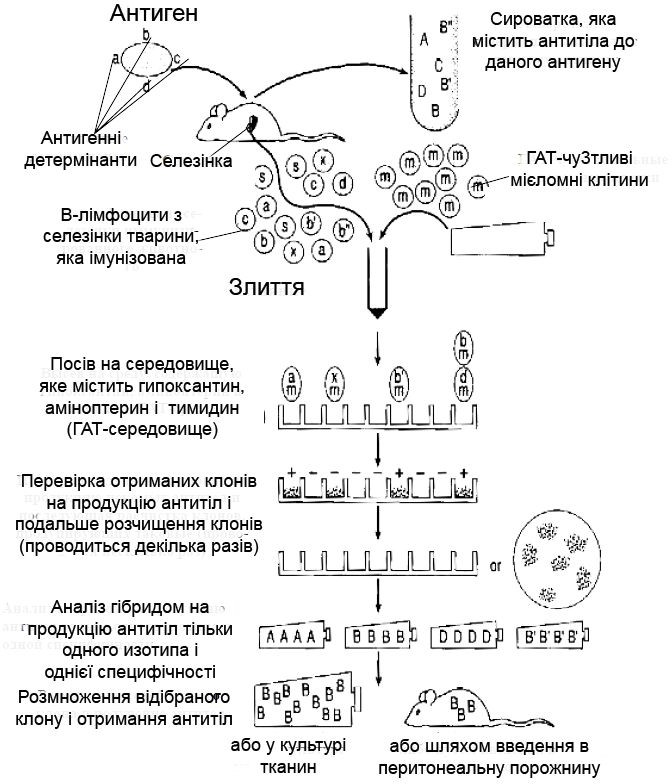 Антиген
b
a
c
d
Антигенні
детермінанти
Селезінка
A B"
C
D B'
B
Сироватка, яка
містить антитіла до
даного антигену
s x
s c d
a
c s b' b"
b x a
В-лімфоцити з
селезінки тварини,
яка імунізована
m m m
m m m
m m m
m
ГАТ-чуЗтливі
мієломні клітини
Злиття
Посів на середовище,
яке містить гипоксантин,
аміноптерин і тимидин
(ГАТ-середовище)
b
m
a x b" d
m m m m
Перевірка отриманих клонів
на продукцію антитіл і
подальше розчищення клонів
(проводиться декілька разів)
+ – – – – + – – +
or
Аналіз гібридом на
продукцію антитіл тільки
одного изотипа і
однієї специфічності
A A A A
B B B B
D D D D
B' B' B' B'
Розмноження відібраного
клону і отримання антитіл
B B B B B B B B B B B
B B B
або у культурі
тканин
або шляхом введення в
перитонеальну порожнину